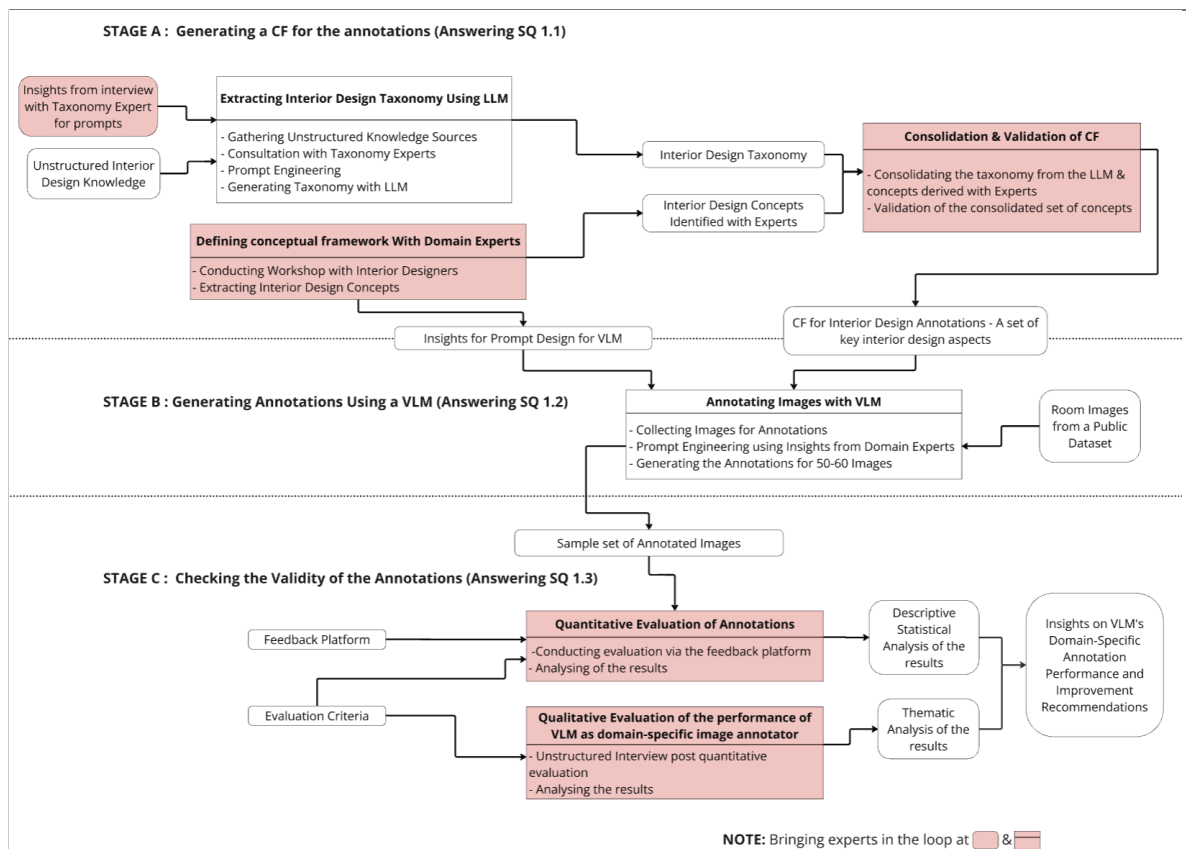 STAGE A : Generating a CF for the annotations (Answering SQ 1.1)
Insights from interview
with Taxonomy Expert
for prompts
Unstructured Interior
Design Knowledge
Extracting Interior Design Taxonomy Using LLM
- Gathering Unstructured Knowledge Sources
- Consultation with Taxonomy Experts
- Prompt Engineering
- Generating Taxonomy with LLM
Defining conceptual framework With Domain Experts
- Conducting Workshop with Interior Designers
- Extracting Interior Design Concepts
Interior Design Taxonomy
Interior Design Concepts
Identified with Experts
Consolidation & Validation of CF
- Consolidating the taxonomy from the LLM &
concepts derived with Experts
- Validation of the consolidated set of concepts
Insights for Prompt Design for VLM
CF for Interior Design Annotations - A set of
key interior design aspects
STAGE B : Generating Annotations Using a VLM (Answering SQ 1.2)
Annotating Images with VLM
- Collecting Images for Annotations
- Prompt Engineering using Insights from Domain Experts
- Generating the Annotations for 50-60 Images
Room Images
from a Public
Dataset
Sample set of Annotated Images
STAGE C : Checking the Validity of the Annotations (Answering SQ 1.3)
Feedback Platform
Evaluation Criteria
Quantitative Evaluation of Annotations
-Conducting evaluation via the feedback platform
- Analysing of the results
Qualitative Evaluation of the performance of
VLM as domain-specific image annotator
- Unstructured Interview post quantitative
evaluation
- Analysing the results
Descriptive
Statistical
Analysis of the
results
Thematic
Analysis of the
results
Insights on VLM's
Domain-Specific
Annotation
Performance and
Improvement
Recommendations
NOTE: Bringing experts in the loop at &